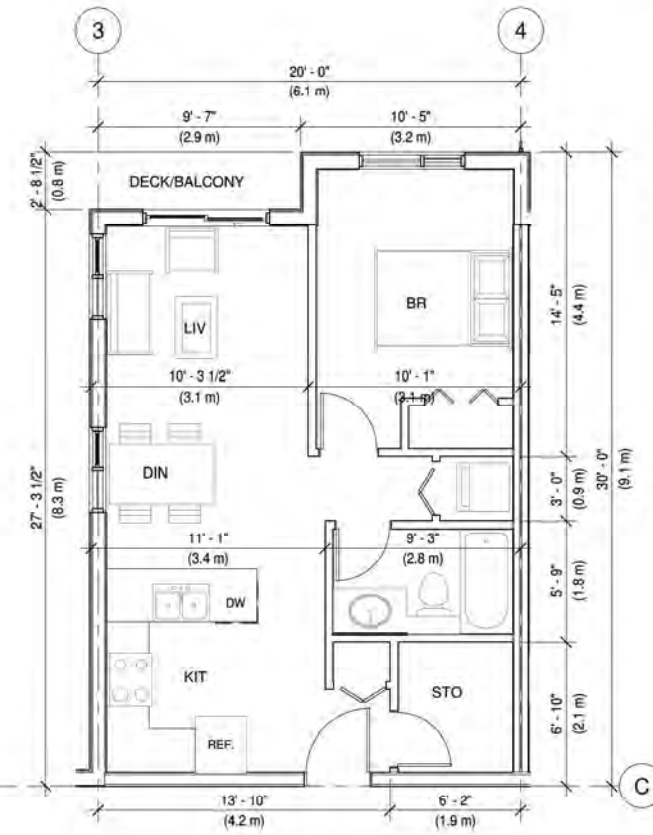 3
4
20' - 0"
(6.1 m)
9' - 7"
(2.9 m)
10' - 5"
(3.2 m)
2' - 8 1/2"
(0.8 m)
DECK/BALCONY
LIV
BR
14' - 5"
(4.4 m)
10' - 3 1/2"
(3.1 m)
10' - 1"
(3.1 m)
DIN
27' - 3 1/2"
(8.3 m)
3' - 0"
(0.9 m)
30' - 0"
(9.1 m)
11' - 1"
(3.4 m)
9' - 3"
(2.8 m)
5' - 9"
(1.8 m)
DW
KIT
STO
6' - 10"
(2.1 m)
REF.
C
13' - 10"
(4.2 m)
6' - 2"
(1.9 m)